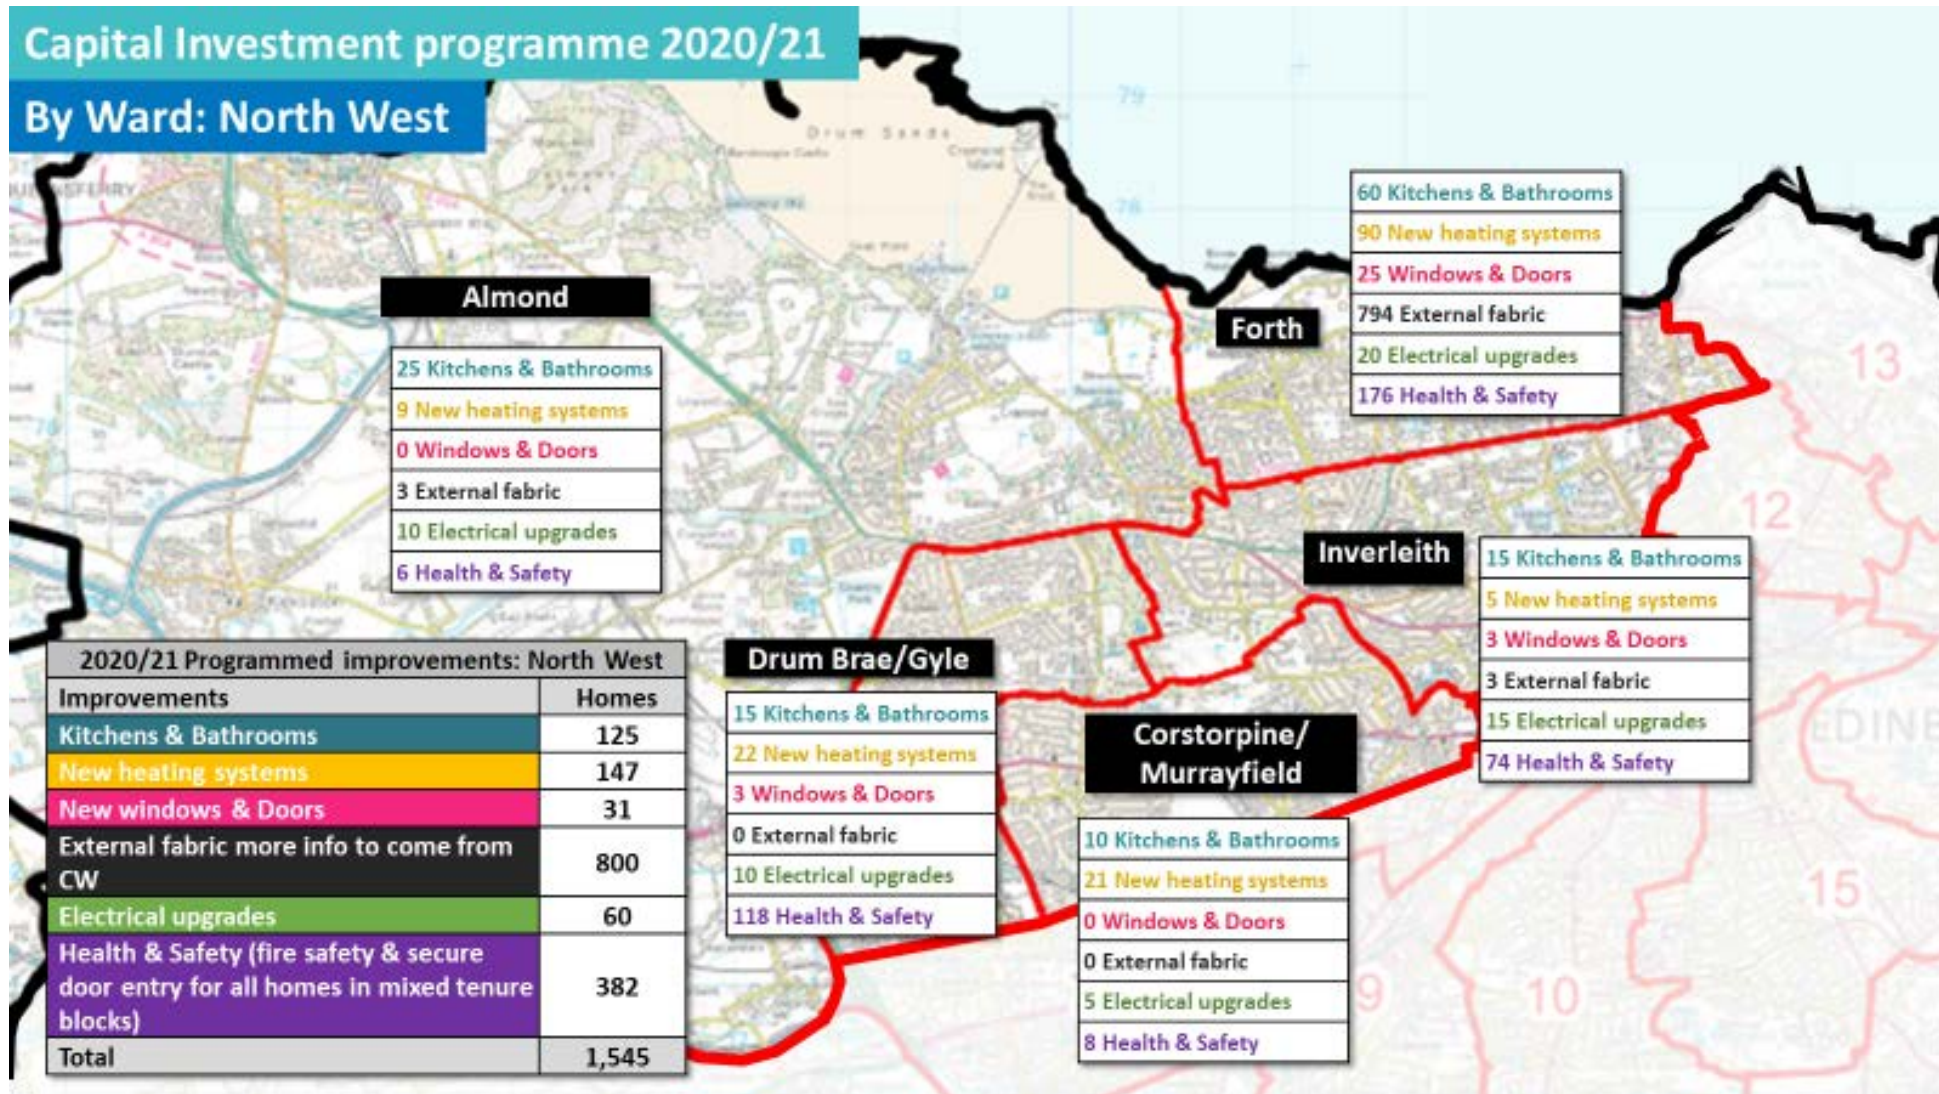 Capital Investment programme 2020/21
By Ward: North West
Drum Sands
79
78
13
12
15
10
9
EDINB
Almond
25 Kitchens & Bathrooms
9 New heating systems
0 Windows & Doors
3 External fabric
10 Electrical upgrades
6 Health & Safety
Forth
60 Kitchens & Bathrooms
90 New heating systems
25 Windows & Doors
794 External fabric
20 Electrical upgrades
176 Health & Safety
Inverleith
15 Kitchens & Bathrooms
5 New heating systems
3 Windows & Doors
3 External fabric
15 Electrical upgrades
74 Health & Safety
Drum Brae/Gyle
15 Kitchens & Bathrooms
22 New heating systems
3 Windows & Doors
0 External fabric
10 Electrical upgrades
118 Health & Safety
Corstorpine/
Murrayfield
10 Kitchens & Bathrooms
21 New heating systems
0 Windows & Doors
0 External fabric
5 Electrical upgrades
8 Health & Safety
2020/21 Programmed improvements: North West
Improvements Homes
Kitchens & Bathrooms 125
New heating systems 147
New windows & Doors 31
External fabric more info to come from
CW 800
Electrical upgrades 60
Health & Safety (fire safety & secure
door entry for all homes in mixed tenure 382
blocks)
Total 1,545